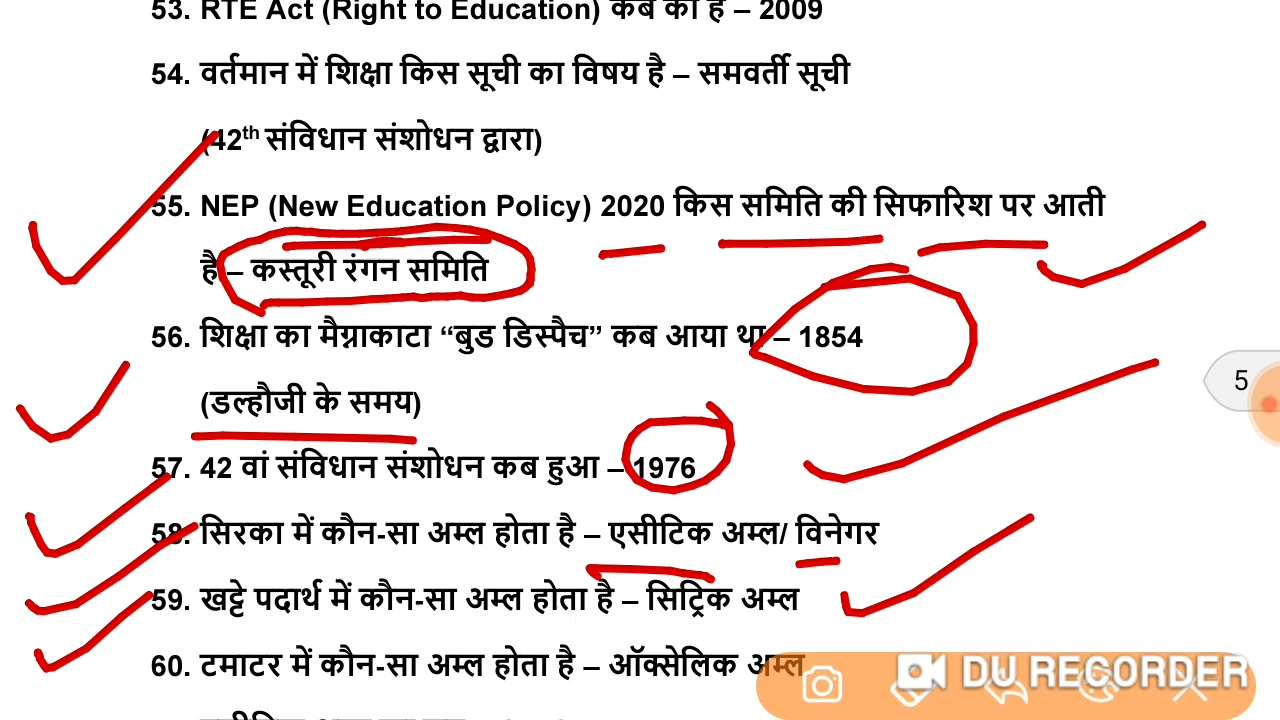 53. RTE Act (Right to Education) कब का है – 2009
54. वर्तमान में शिक्षा किस सूची का विषय है – समवर्ती सूची
(42th संविधान संशोधन द्वारा)
55. NEP (New Education Policy) 2020 किस समिति की सिफारिश पर आती
है – कस्तूरी रंगन समिति
56. शिक्षा का मैग्नाकाटा “बुड डिस्पैच” कब आया था – 1854
(डल्हौजी के समय)
57. 42 वां संविधान संशोधन कब हुआ – 1976
58. सिरका में कौन-सा अम्ल होता है – एसीटिक अम्ल/ विनेगर
59. खट्टे पदार्थ में कौन-सा अम्ल होता है – सिट्रिक अम्ल
60. टमाटर में कौन-सा अम्ल होता है – ऑक्सेलिक अम्ल
5
DU RECORDER